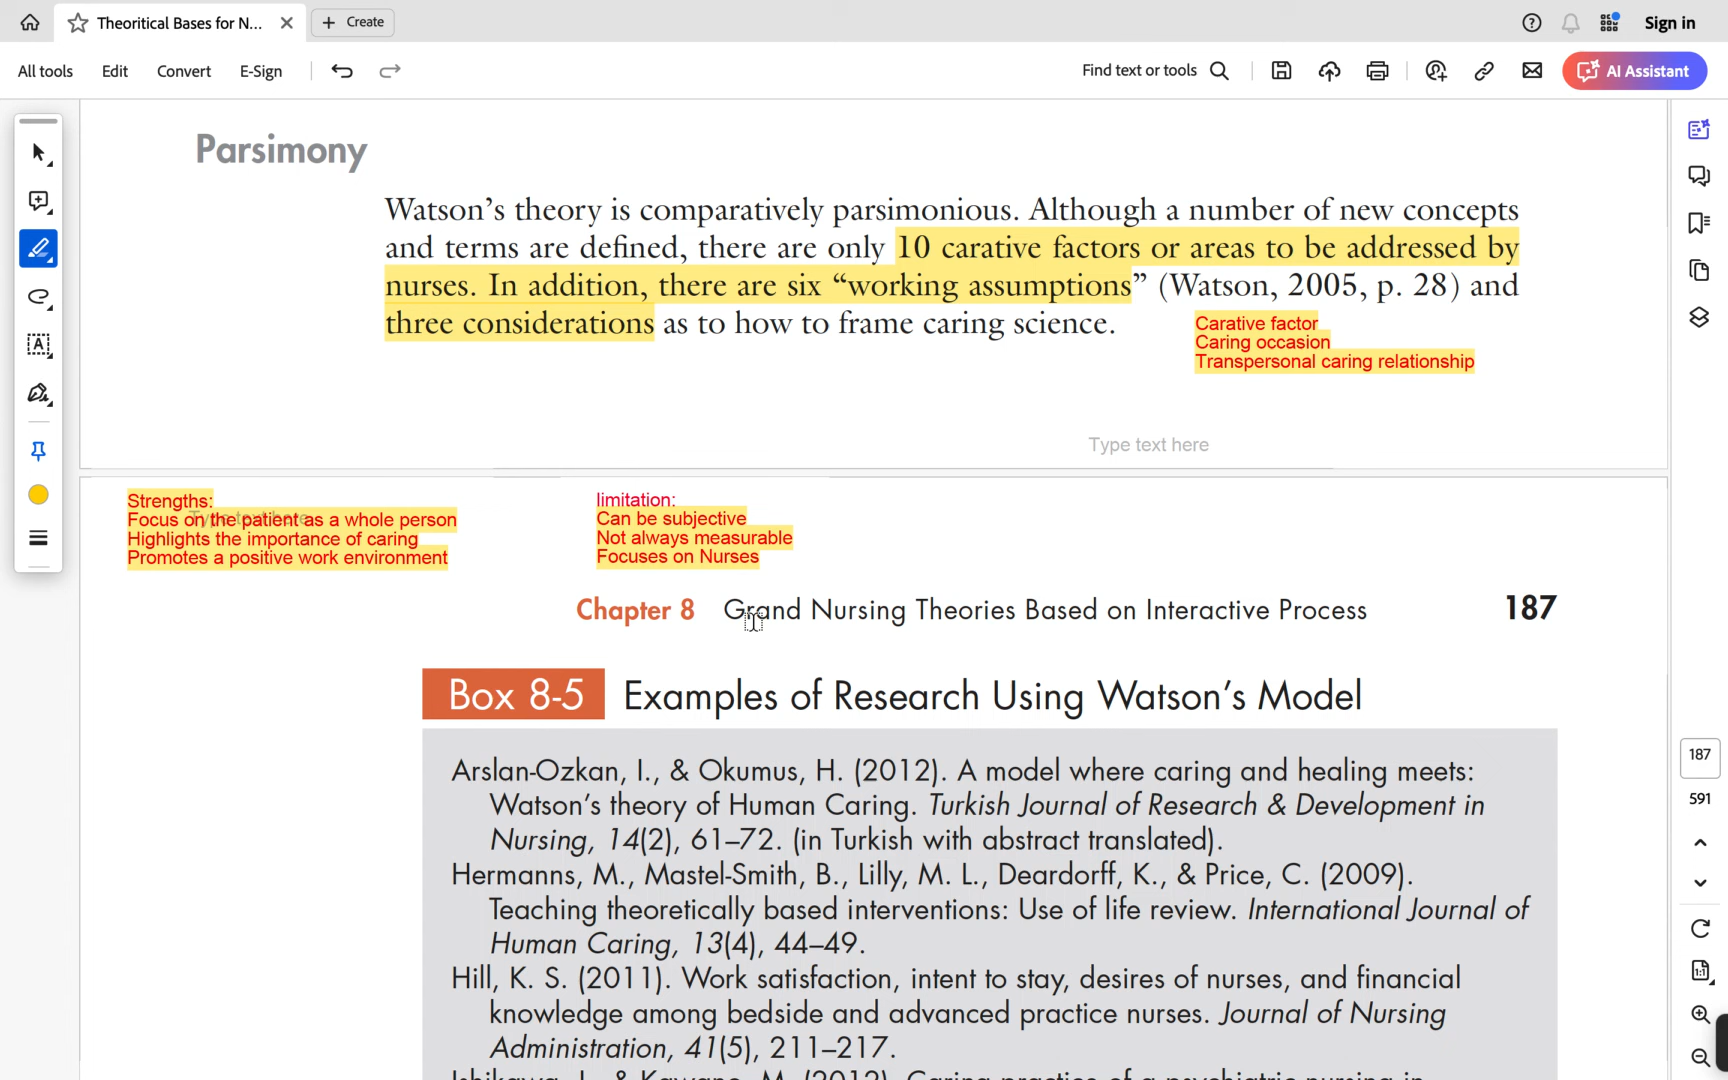 Theoritical Bases for N...
Create
Sign in
All tools
Edit
Convert
E-Sign
Find text or tools
AI Assistant
Parsimony
Watson's theory is comparatively parsimonious. Although a number of new concepts
and terms are defined, there are only 10 carative factors or areas to be addressed by
nurses. In addition, there are six “working assumptions” (Watson, 2005, p. 28) and
three considerations as to how to frame caring science.
Carative factor
Caring occasion
Transpersonal caring relationship
Type text here
Strengths:
Type text here
Focus on the patient as a whole person
Highlights the importance of caring
Promotes a positive work environment
limitation:
Can be subjective
Not always measurable
Focuses on Nurses
Chapter 8 Grand Nursing Theories Based on Interactive Process 187
Box 8-5 Examples of Research Using Watson's Model
Arslan-Ozkan, I., & Okumus, H. (2012). A model where caring and healing meets:
Watson's theory of Human Caring. Turkish Journal of Research & Development in
Nursing, 14(2), 61–72. (in Turkish with abstract translated).
Hermanns, M., Mastel-Smith, B., Lilly, M. L., Deardorff, K., & Price, C. (2009).
Teaching theoretically based interventions: Use of life review. International Journal of
Human Caring, 13(4), 44–49.
Hill, K. S. (2011). Work satisfaction, intent to stay, desires of nurses, and financial
knowledge among bedside and advanced practice nurses. Journal of Nursing
Administration, 41(5), 211–217.
187
591
1:1